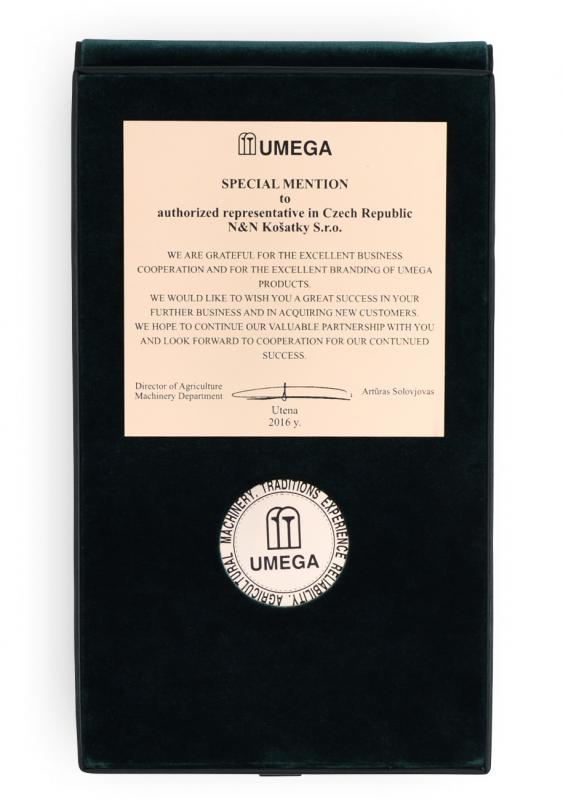 UMEGA
SPECIAL MENTION
to
authorized representative in Czech Republic
N&N Košatky S.r.o.
WE ARE GRATEFUL FOR THE EXCELLENT BUSINESS
COOPERATION AND FOR THE EXCELLENT BRANDING OF UMEGA
PRODUCTS.
WE WOULD LIKE TO WISH YOU A GREAT SUCCESS IN YOUR
FURTHER BUSINESS AND IN ACQUIRING NEW CUSTOMERS.
WE HOPE TO CONTINUE OUR VALUABLE PARTNERSHIP WITH YOU
AND LOOK FORWARD TO COOPERATION FOR OUR CONTUNUED
SUCCESS.
Director of Agriculture
Machinery Department
Artūras Solovjovas
Utena
2016 y.
AGRICULTURAL MACHINERY. TRADITIONS EXPERIENCE RELIABILITY.
UMEGA